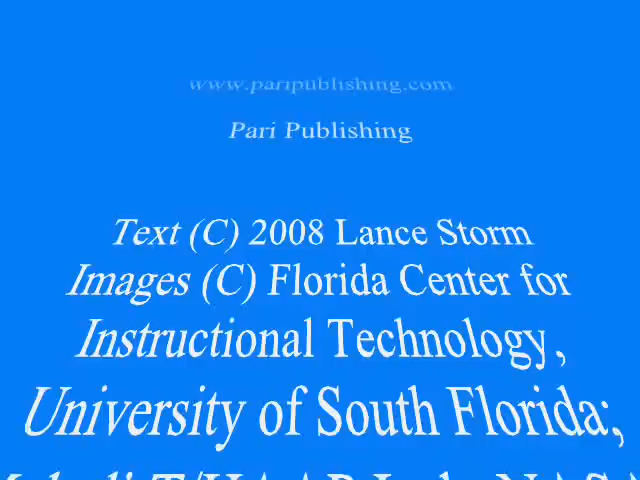 www.paripublishing.com
Pari Publishing
Text (C) 2008 Lance Storm
Images (C) Florida Center for
Instructional Technology,
University of South Florida:,